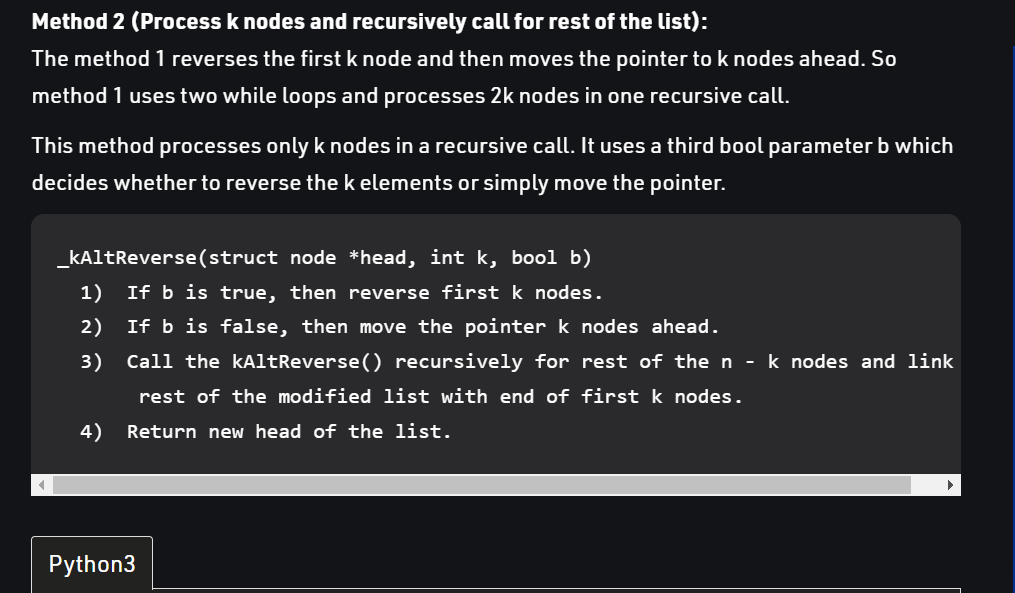 Method 2 (Process k nodes and recursively call for rest of the list):
The method 1 reverses the first k node and then moves the pointer to k nodes ahead. So
method 1 uses two while loops and processes 2k nodes in one recursive call.
This method processes only k nodes in a recursive call. It uses a third bool parameter b which
decides whether to reverse the k elements or simply move the pointer.
_kAltReverse(struct node *head, int k, bool b)
1) If b is true, then reverse first k nodes.
2) If b is false, then move the pointer k nodes ahead.
3) Call the kAltReverse() recursively for rest of the n - k nodes and link
rest of the modified list with end of first k nodes.
4) Return new head of the list.
Python3